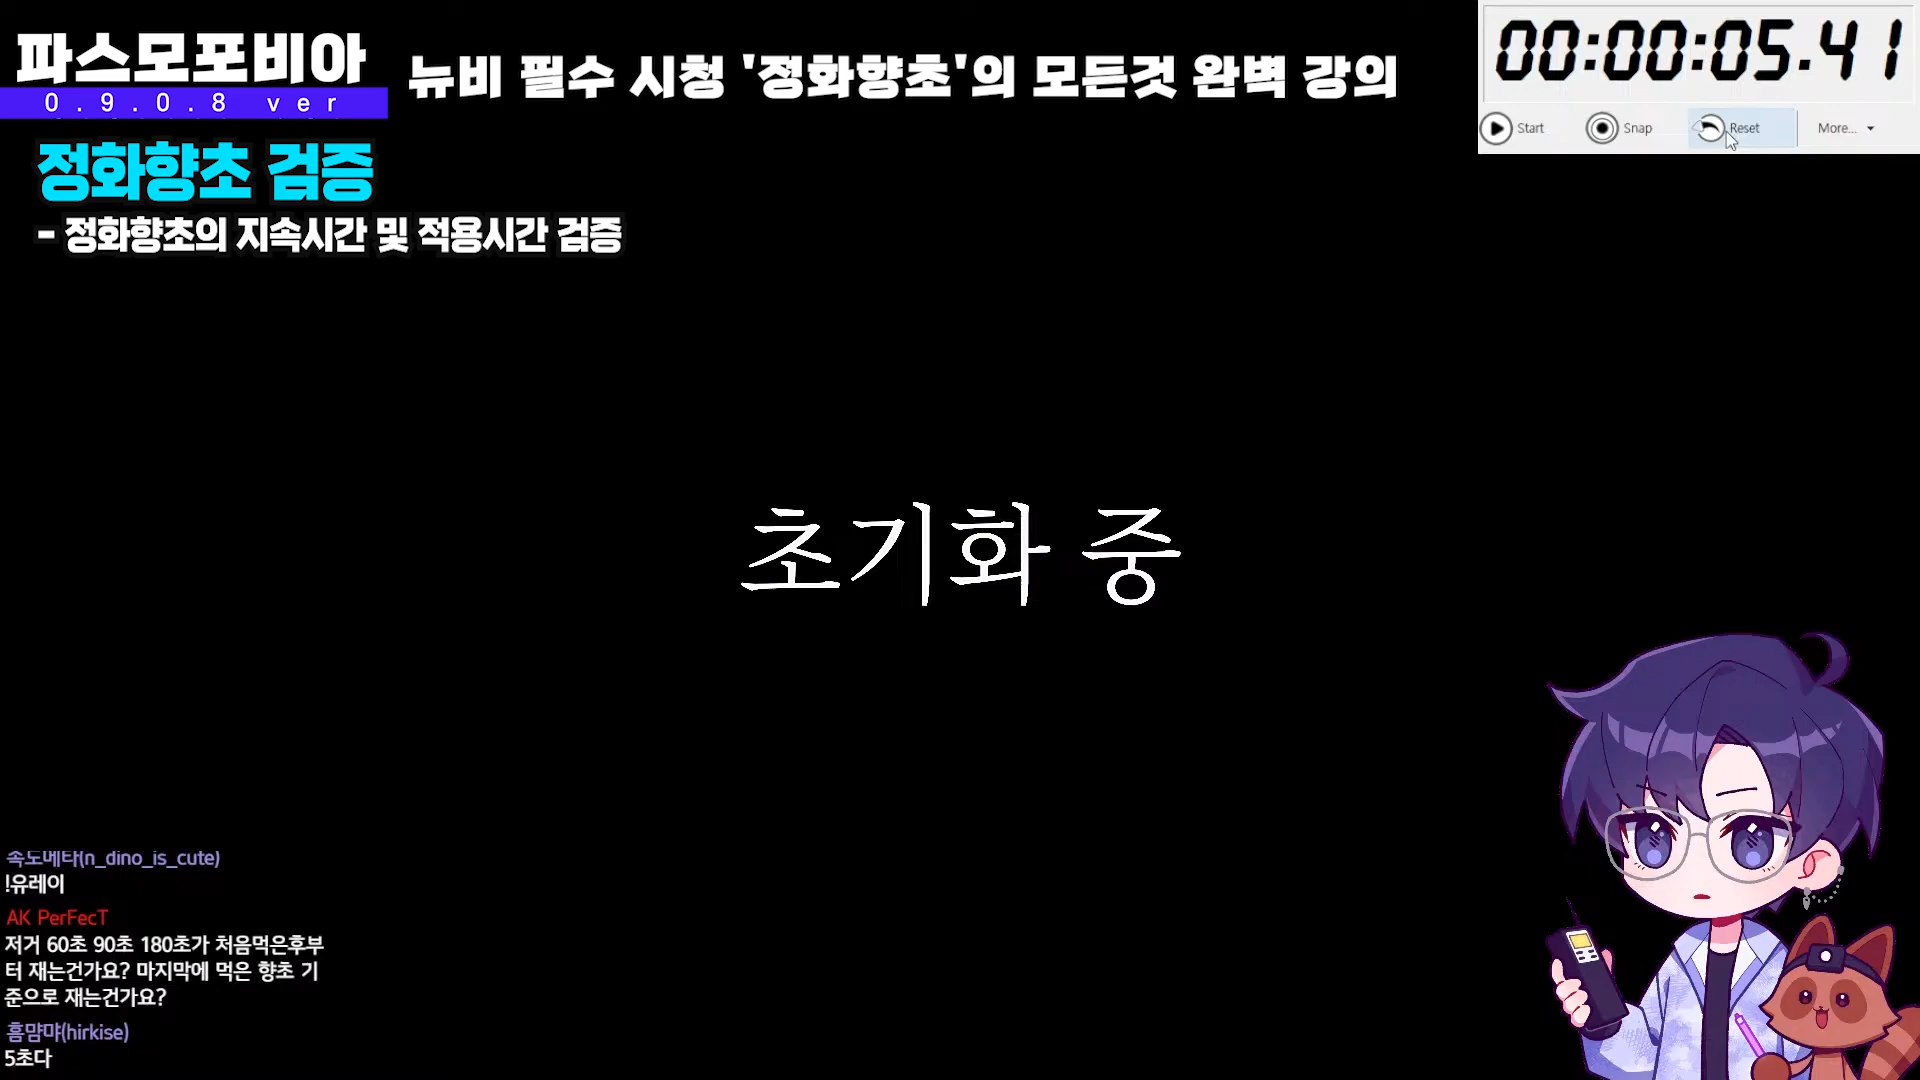 파스모포비아
0.9.0.8 ver
뉴비 필수 시청 '정화향초'의 모든것 완벽 강의
00:00:05.41
Start Snap Reset More...
정화향초 검증
- 정화향초의 지속시간 및 적용시간 검증
초기화 중
속도메타(n_dino_is_cute)
!유레이
AK PerFecT
저거 60초 90초 180초가 처음먹은후부
터 재는건가요? 마지막에 먹은 향초 기
준으로 재는건가요?
흠먐먀(hirkise)
5초다